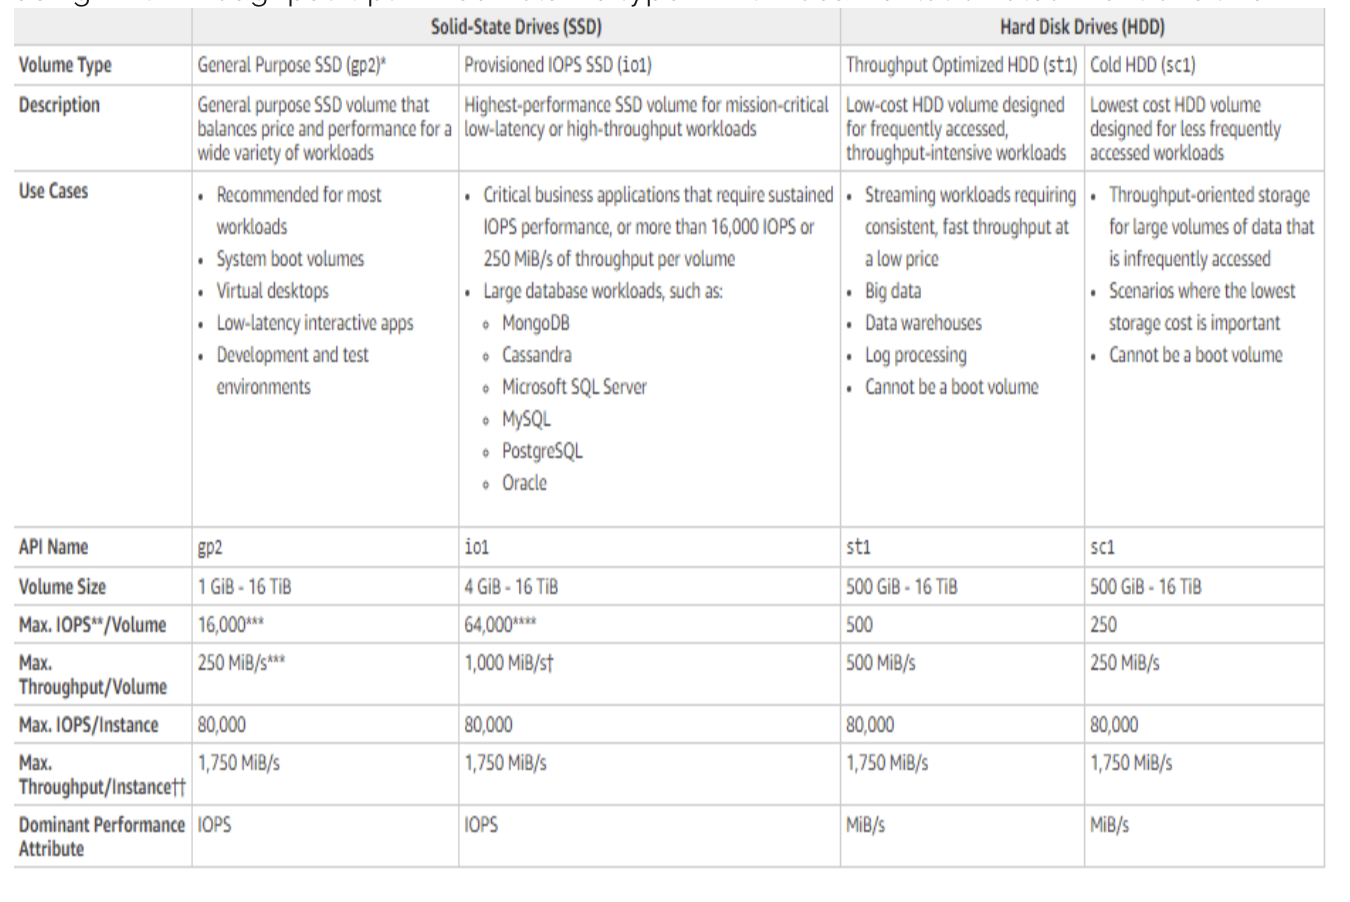 Solid-State Drives (SSD) Hard Disk Drives (HDD)
Volume Type General Purpose SSD (gp2)* Provisioned IOPS SSD (io1) Throughput Optimized HDD (st1) Cold HDD (sc1)
Description General purpose SSD volume that Highest-performance SSD volume for mission-critical Low-cost HDD volume designed Lowest cost HDD volume
balances price and performance for a low-latency or high-throughput workloads for frequently accessed, designed for less frequently
wide variety of workloads throughput-intensive workloads accessed workloads
Use Cases • Recommended for most • Critical business applications that require sustained • Streaming workloads requiring • Throughput-oriented storage
workloads IOPS performance, or more than 16,000 IOPS or consistent, fast throughput at for large volumes of data that
• System boot volumes 250 MiB/s of throughput per volume a low price is infrequently accessed
• Virtual desktops • Large database workloads, such as: • Big data • Scenarios where the lowest
• Low-latency interactive apps ◦ MongoDB • Data warehouses storage cost is important
• Development and test ◦ Cassandra • Log processing • Cannot be a boot volume
environments ◦ Microsoft SQL Server • Cannot be a boot volume
◦ MySQL
◦ PostgreSQL
◦ Oracle
API Name gp2 io1 st1 sc1
Volume Size 1 GiB - 16 TiB 4 GiB - 16 TiB 500 GiB - 16 TiB 500 GiB - 16 TiB
Max. IOPS**/Volume 16,000*** 64,000**** 500 250
Max. 250 MiB/s*** 1,000 MiB/s† 500 MiB/s 250 MiB/s
Throughput/Volume
Max. IOPS/Instance 80,000 80,000 80,000 80,000
Max. 1,750 MiB/s 1,750 MiB/s 1,750 MiB/s 1,750 MiB/s
Throughput/Instance††
Dominant Performance IOPS IOPS MiB/s MiB/s
Attribute